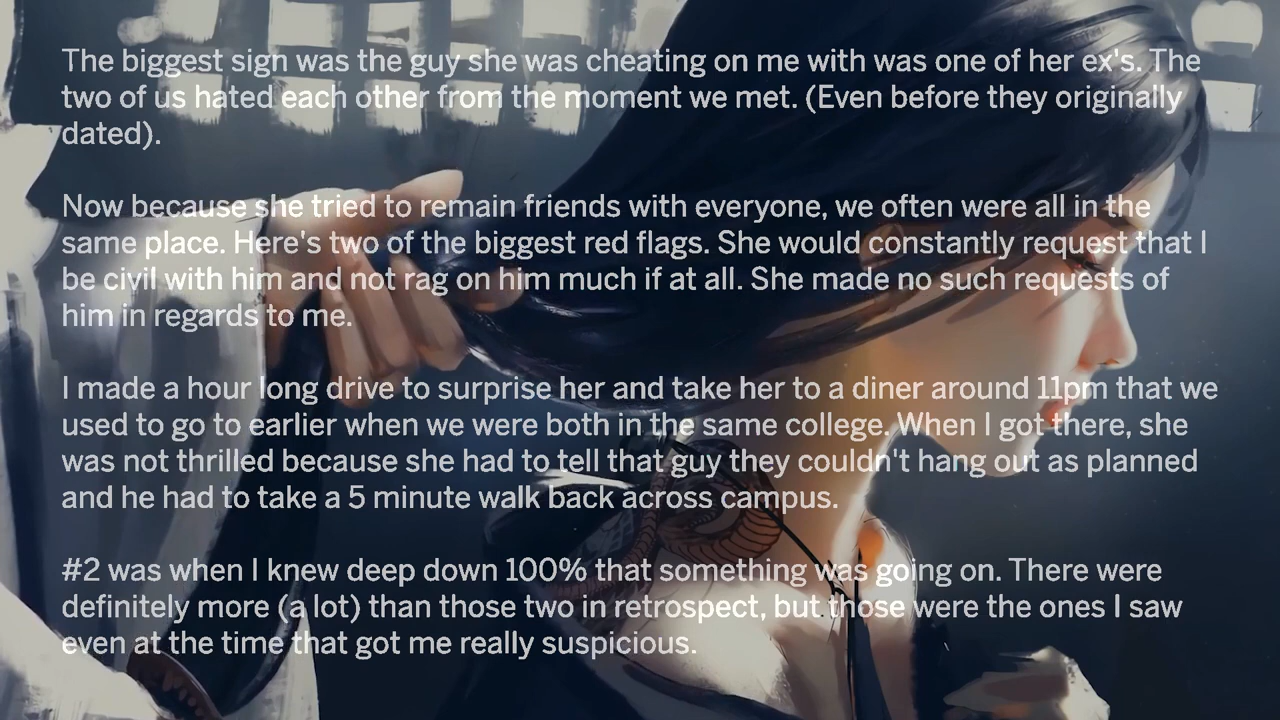 The biggest sign was the guy she was cheating on me with was one of her ex's. The
two of us hated each other from the moment we met. (Even before they originally
dated).
Now because she tried to remain friends with everyone, we often were all in the
same place. Here's two of the biggest red flags. She would constantly request that I
be civil with him and not rag on him much if at all. She made no such requests of
him in regards to me.
I made a hour long drive to surprise her and take her to a diner around 11pm that we
used to go to earlier when we were both in the same college. When I got there, she
was not thrilled because she had to tell that guy they couldn't hang out as planned
and he had to take a 5 minute walk back across campus.
#2 was when I knew deep down 100% that something was going on. There were
definitely more (a lot) than those two in retrospect, but those were the ones I saw
even at the time that got me really suspicious.